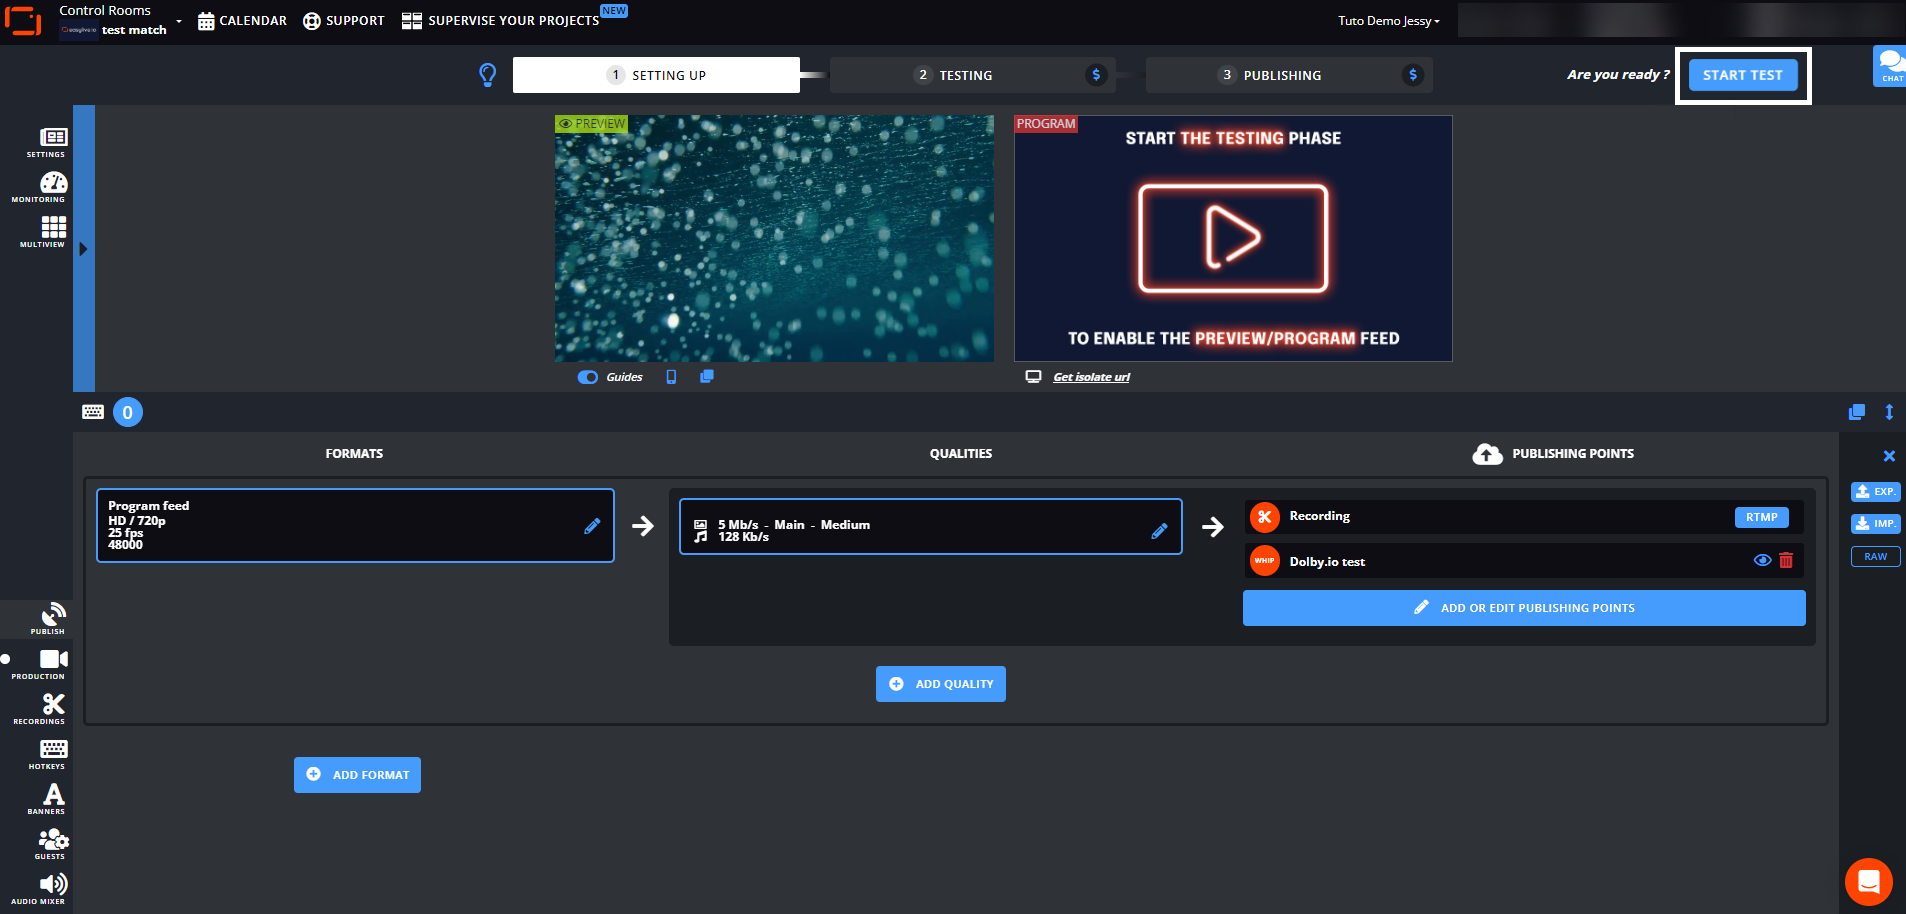 Control Rooms
easylive.io test match
CALENDAR
SUPPORT
SUPERVISE YOUR PROJECTS
NEW
Tuto Demo Jessy
1 SETTING UP
2 TESTING $
3 PUBLISHING $
Are you ready ?
START TEST
CHAT
SETTINGS
MONITORING
MULTIVIEW
PREVIEW
PROGRAM
START THE TESTING PHASE
TO ENABLE THE PREVIEW/PROGRAM FEED
Guides
Get isolate url
0
FORMATS
QUALITIES
PUBLISHING POINTS
Program feed
HD / 720p
25 fps
48000
5 Mb/s - Main - Medium
128 Kb/s
Recording
RTMP
WHIP
Dolby.io test
ADD OR EDIT PUBLISHING POINTS
ADD QUALITY
ADD FORMAT
EXP.
IMP.
RAW
PUBLISH
PRODUCTION
RECORDINGS
HOTKEYS
BANNERS
GUESTS
AUDIO MIXER